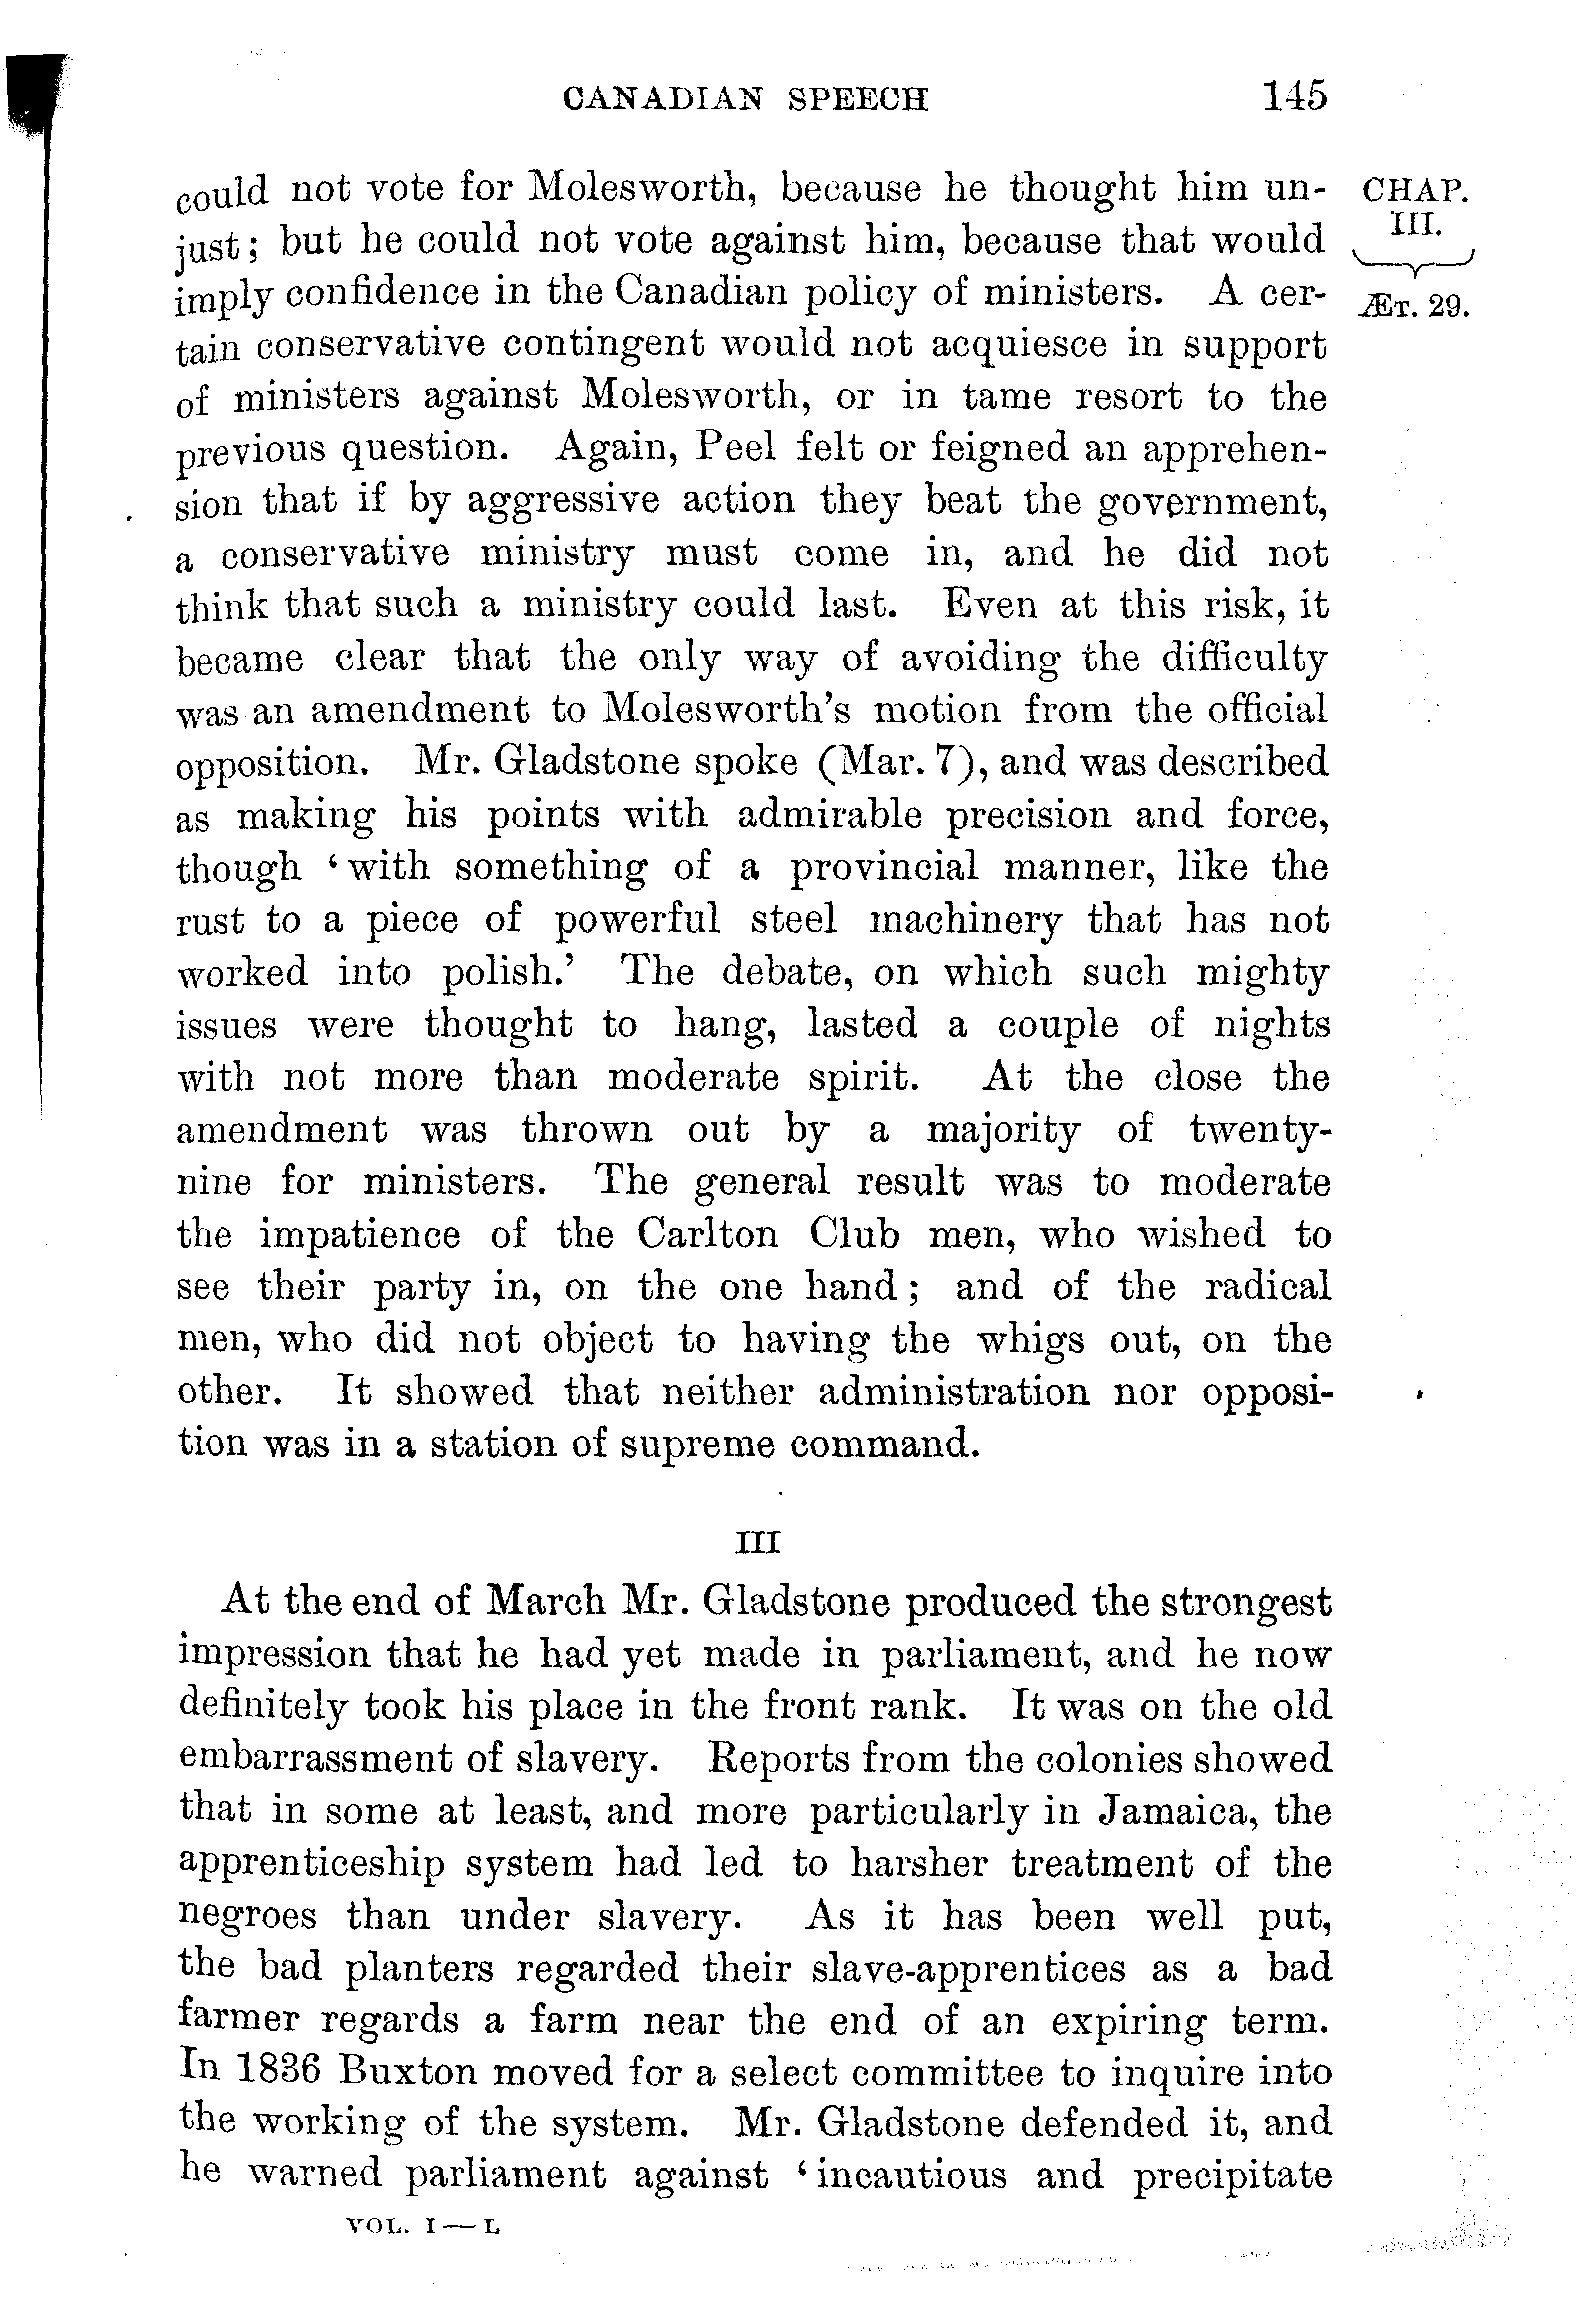 CANADIAN SPEECH 145
could not vote for Molesworth, because he thought him un-
just; but he could not vote against him, because that would
imply confidence in the Canadian policy of ministers. A cer-
tain conservative contingent would not acquiesce in support
of ministers against Molesworth, or in tame resort to the
previous question. Again, Peel felt or feigned an apprehen-
sion that if by aggressive action they beat the government,
a conservative ministry must come in, and he did not
think that such a ministry could last. Even at this risk, it
became clear that the only way of avoiding the difficulty
was an amendment to Molesworth's motion from the official
opposition. Mr. Gladstone spoke (Mar. 7), and was described
as making his points with admirable precision and force,
though ‘with something of a provincial manner, like the
rust to a piece of powerful steel machinery that has not
worked into polish.’ The debate, on which such mighty
issues were thought to hang, lasted a couple of nights
with not more than moderate spirit. At the close the
amendment was thrown out by a majority of twenty-
nine for ministers. The general result was to moderate
the impatience of the Carlton Club men, who wished to
see their party in, on the one hand; and of the radical
men, who did not object to having the whigs out, on the
other. It showed that neither administration nor opposi-
tion was in a station of supreme command.
CHAP.
III.
ÆT. 29.
III
At the end of March Mr. Gladstone produced the strongest
impression that he had yet made in parliament, and he now
definitely took his place in the front rank. It was on the old
embarrassment of slavery. Reports from the colonies showed
that in some at least, and more particularly in Jamaica, the
apprenticeship system had led to harsher treatment of the
negroes than under slavery. As it has been well put,
the bad planters regarded their slave-apprentices as a bad
farmer regards a farm near the end of an expiring term.
In 1836 Buxton moved for a select committee to inquire into
the working of the system. Mr. Gladstone defended it, and
he warned parliament against ‘incautious and precipitate
VOL. I—L